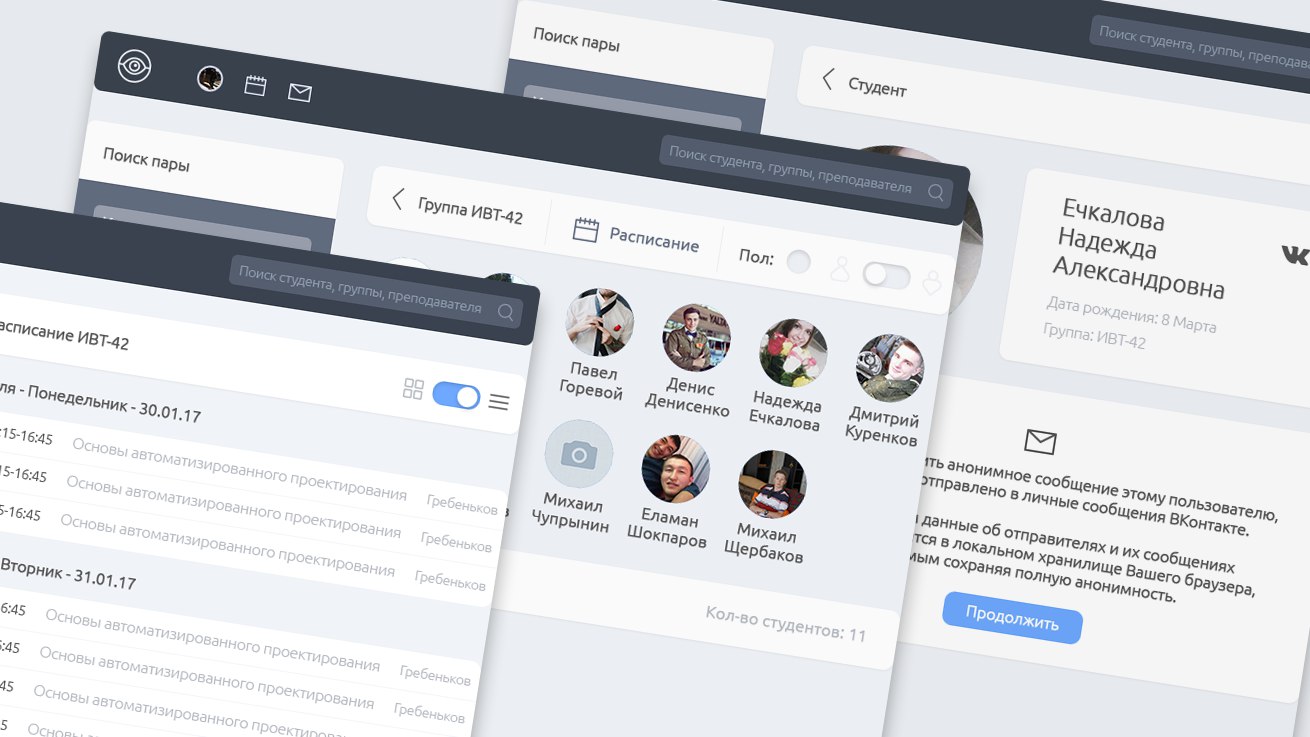 Поиск пары
Поиск студента, группы,
Студент
Ечкалова
Надежда
Александровна
Дата рождения: 8 Марта
Группа: ИВТ-42
анонимное сообщение этому пользователю,
в личные сообщения ВКонтакте.
данные об отправителях и их сообщениях
в локальном хранилище Вашего браузера,
сохраняя полную анонимность.
Продолжить
Поиск студента, группы, преподавателя
Поиск пары
Группа ИВТ-42
Расписание
Пол:
Павел
Горевой
Денис
Денисенко
Надежда
Ечкалова
Дмитрий
Куренков
Михаил
Чупрынин
Еламан
Шокпаров
Михаил
Щербаков
Кол-во студентов: 11
Поиск студента, группы, преподавателя
асписание ИВТ-42
ля - Понедельник - 30.01.17
:15-16:45 Основы автоматизированного проектирования Гребеньков
15-16:45 Основы автоматизированного проектирования Гребеньков
5-16:45 Основы автоматизированного проектирования Гребеньков
Вторник - 31.01.17
6:45 Основы автоматизированного проектирования Гребеньков
6:45 Основы автоматизированного проектирования Гребеньков
45 Основы автоматизированного проектирования Гребеньков
5 Основы автоматизированного